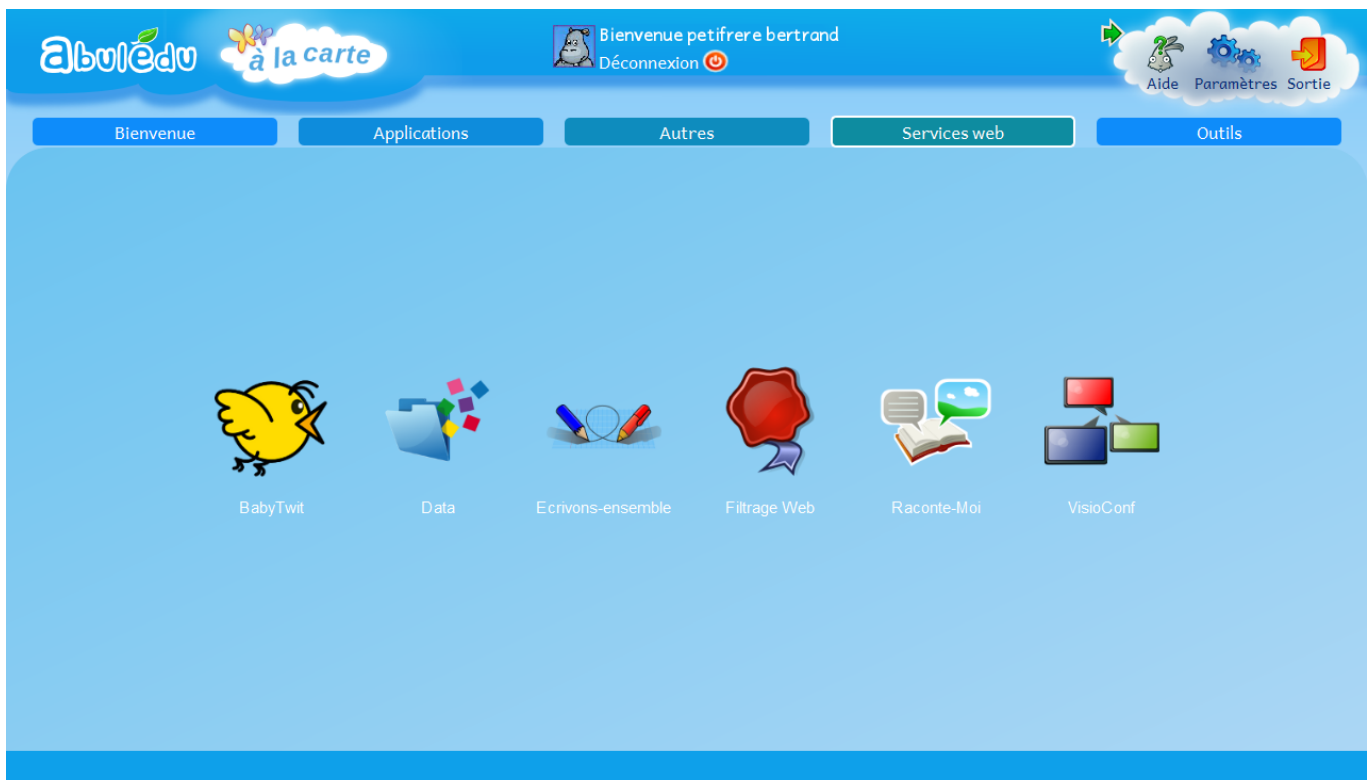 abulédu
à la carte
Bienvenue petifrere bertrand
Déconnexion
Aide Paramètres Sortie
Bienvenue Applications Autres Services web Outils
BabyTwit Data Ecrivons-ensemble Filtrage Web Raconte-Moi VisioConf